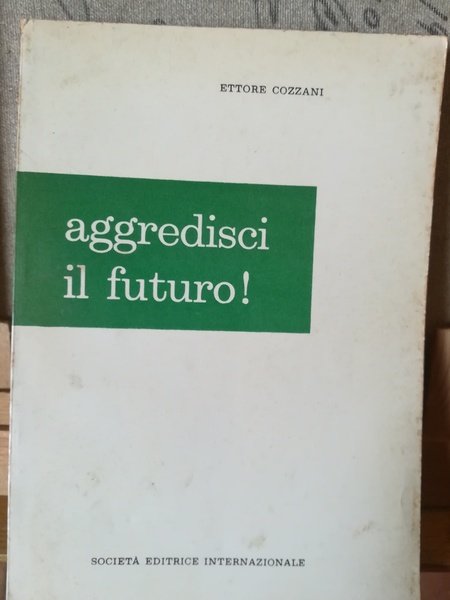 ETTORE COZZANI
aggredisci
il futuro!
SOCIETÀ EDITRICE INTERNAZIONALE